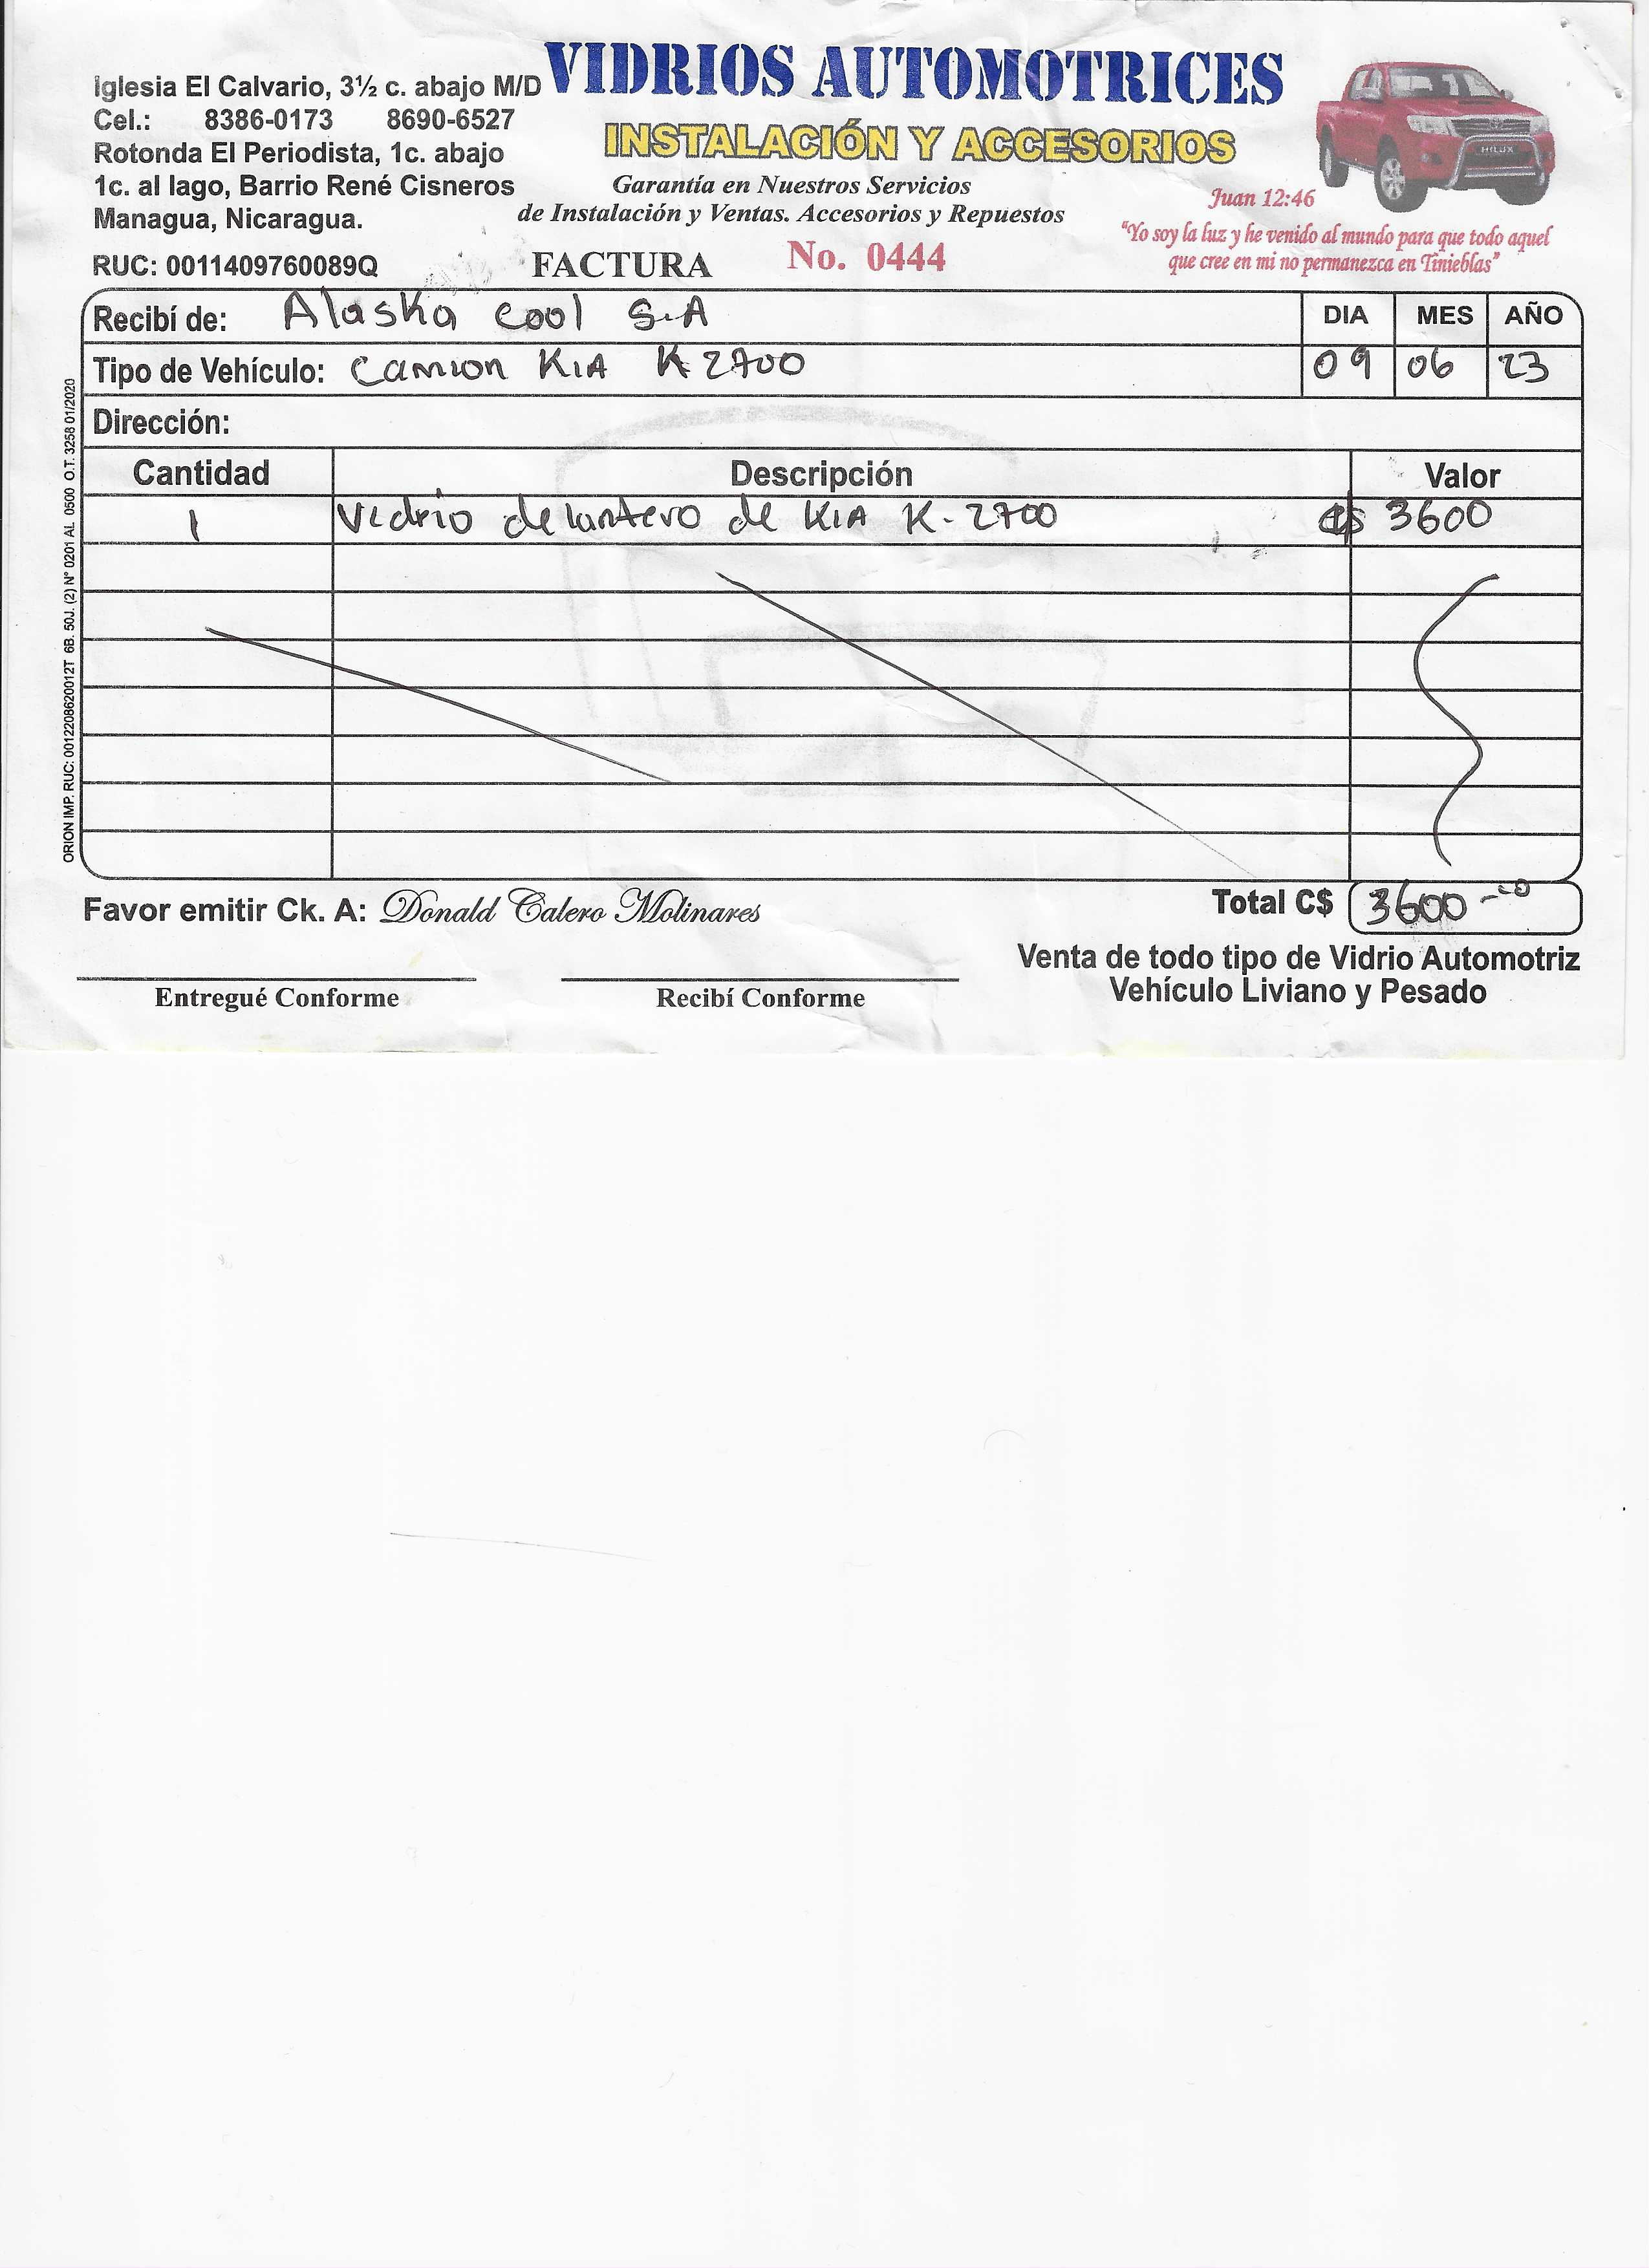 VIDRIOS AUTOMOTRICES
INSTALACIÓN Y ACCESORIOS
Garantía en Nuestros Servicios
de Instalación y Ventas. Accesorios y Repuestos
Iglesia El Calvario, 3½ c. abajo M/D
Cel.: 8386-0173 8690-6527
Rotonda El Periodista, 1c. abajo
1c. al lago, Barrio René Cisneros
Managua, Nicaragua.
RUC: 0011409760089Q
FACTURA No. 0444
HILUX
Juan 12:46
"Yo soy la luz y he venido al mundo para que todo aquel
que cree en mi no permanezca en Tinieblas"
Recibí de: Alaska cool S.A
DIA MES AÑO
Tipo de Vehículo: Camion KIA K 2700
09 06 23
Dirección:
Cantidad Descripción Valor
1 Vidrio delantero de KIA K-2700 C$ 3600
Favor emitir Ck. A: Donald Calero Molinares
Total C$ 3600
Entregué Conforme Recibí Conforme
Venta de todo tipo de Vidrio Automotriz
Vehículo Liviano y Pesado
ORION IMP. RUC: 0012208620012T 6B. 50J. (2) N° 0201 AL 0500 O.T. 3258 01/2020